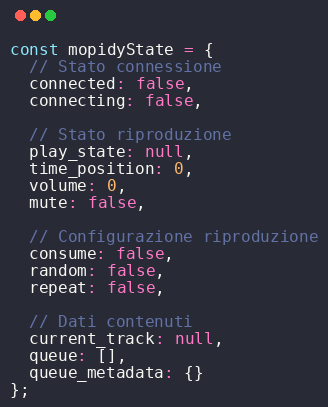 const mopidyState = {
  // Stato connessione
  connected: false,
  connecting: false,

  // Stato riproduzione
  play_state: null,
  time_position: 0,
  volume: 0,
  mute: false,

  // Configurazione riproduzione
  consume: false,
  random: false,
  repeat: false,

  // Dati contenuti
  current_track: null,
  queue: [],
  queue_metadata: {}
};